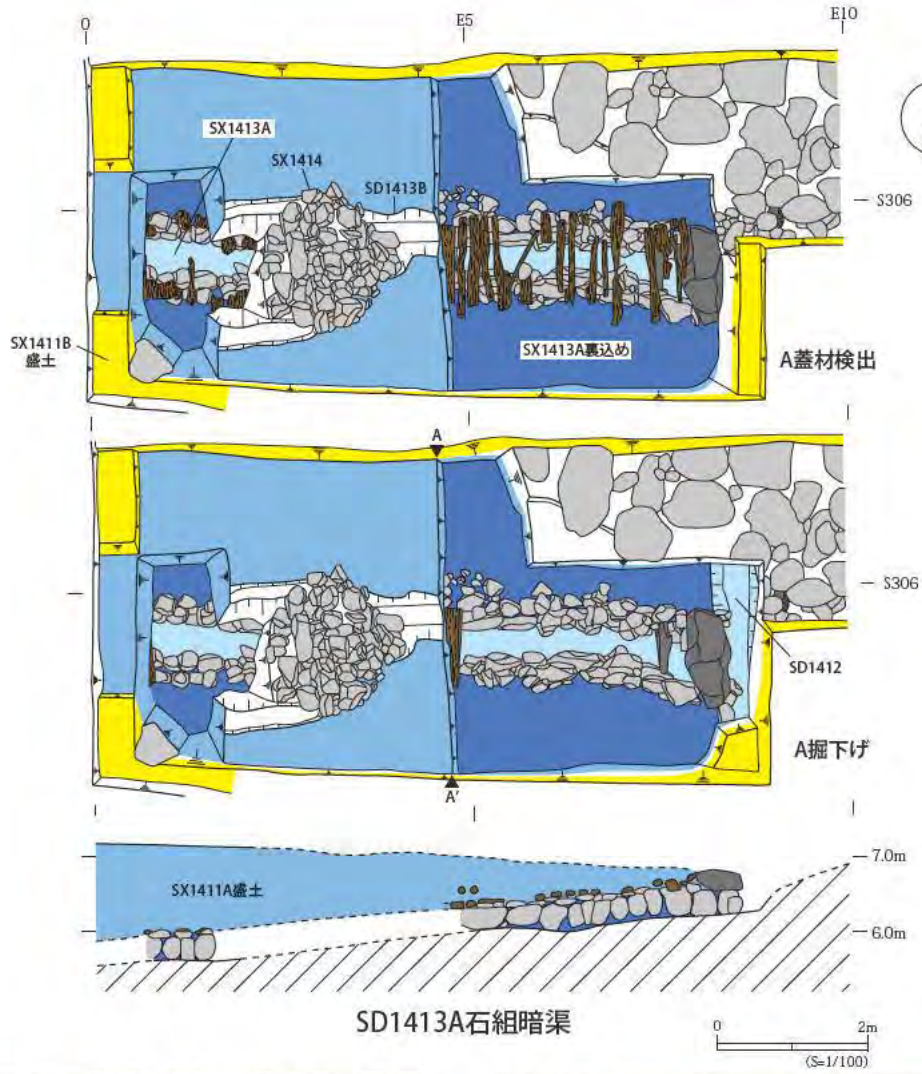 0
E5
E10
SX1413A
SX1414
SD1413B
S306
SX1411B
盛土
SX1413A裏込め
A蓋材検出
A
S306
SD1412
A掘下げ
A'
7.0m
SX1411A盛土
6.0m
SD1413A石組暗渠
0
2m
(S=1/100)